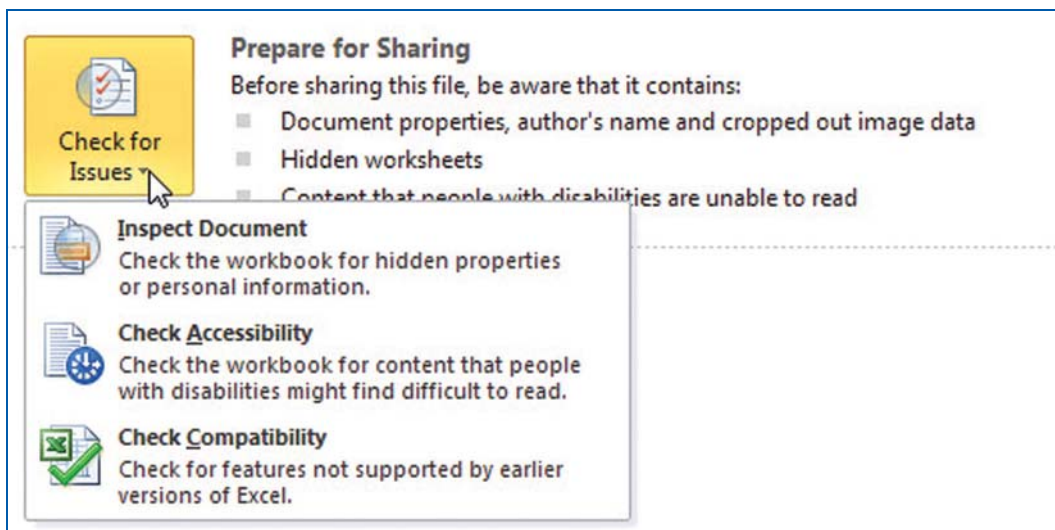 Prepare for Sharing
Before sharing this file, be aware that it contains:
Document properties, author's name and cropped out image data
Hidden worksheets
Content that people with disabilities are unable to read
Check for
Issues
Inspect Document
Check the workbook for hidden properties
or personal information.
Check Accessibility
Check the workbook for content that people
with disabilities might find difficult to read.
Check Compatibility
Check for features not supported by earlier
versions of Excel.